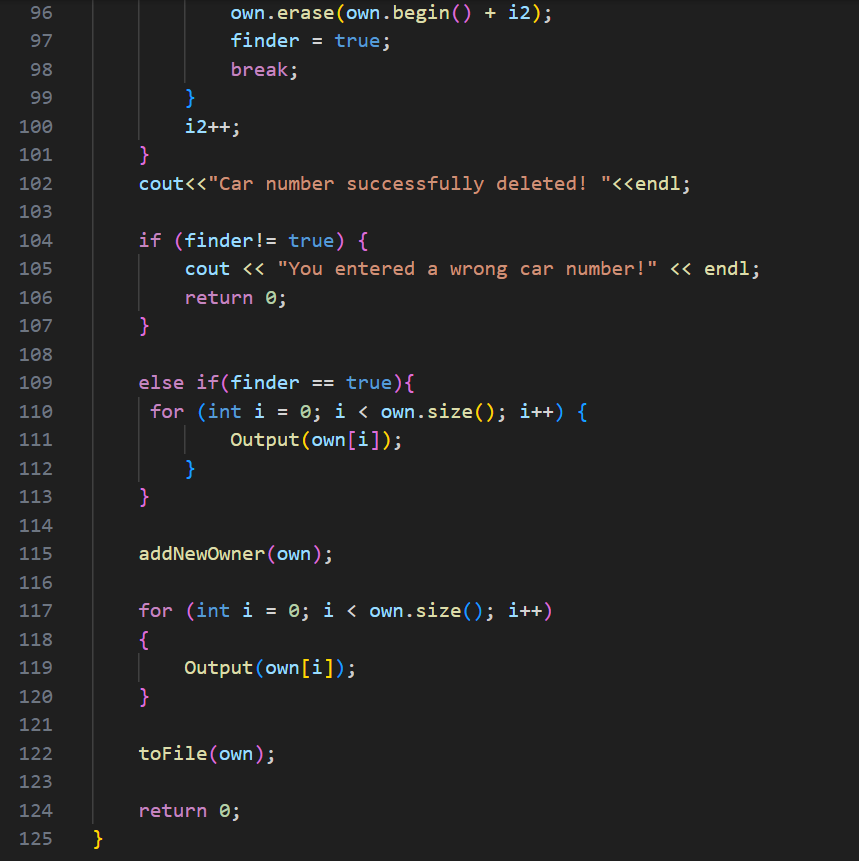 96                own.erase(own.begin() + i2);
97                finder = true;
98                break;
99            }
100            i2++;
101        }
102        cout<<"Car number successfully deleted! "<<endl;
103
104        if (finder!= true) {
105            cout << "You entered a wrong car number!" << endl;
106            return 0;
107        }
108
109        else if(finder == true){
110         for (int i = 0; i < own.size(); i++) {
111                Output(own[i]);
112            }
113        }
114
115        addNewOwner(own);
116
117        for (int i = 0; i < own.size(); i++)
118        {
119            Output(own[i]);
120        }
121
122        toFile(own);
123
124        return 0;
125    }